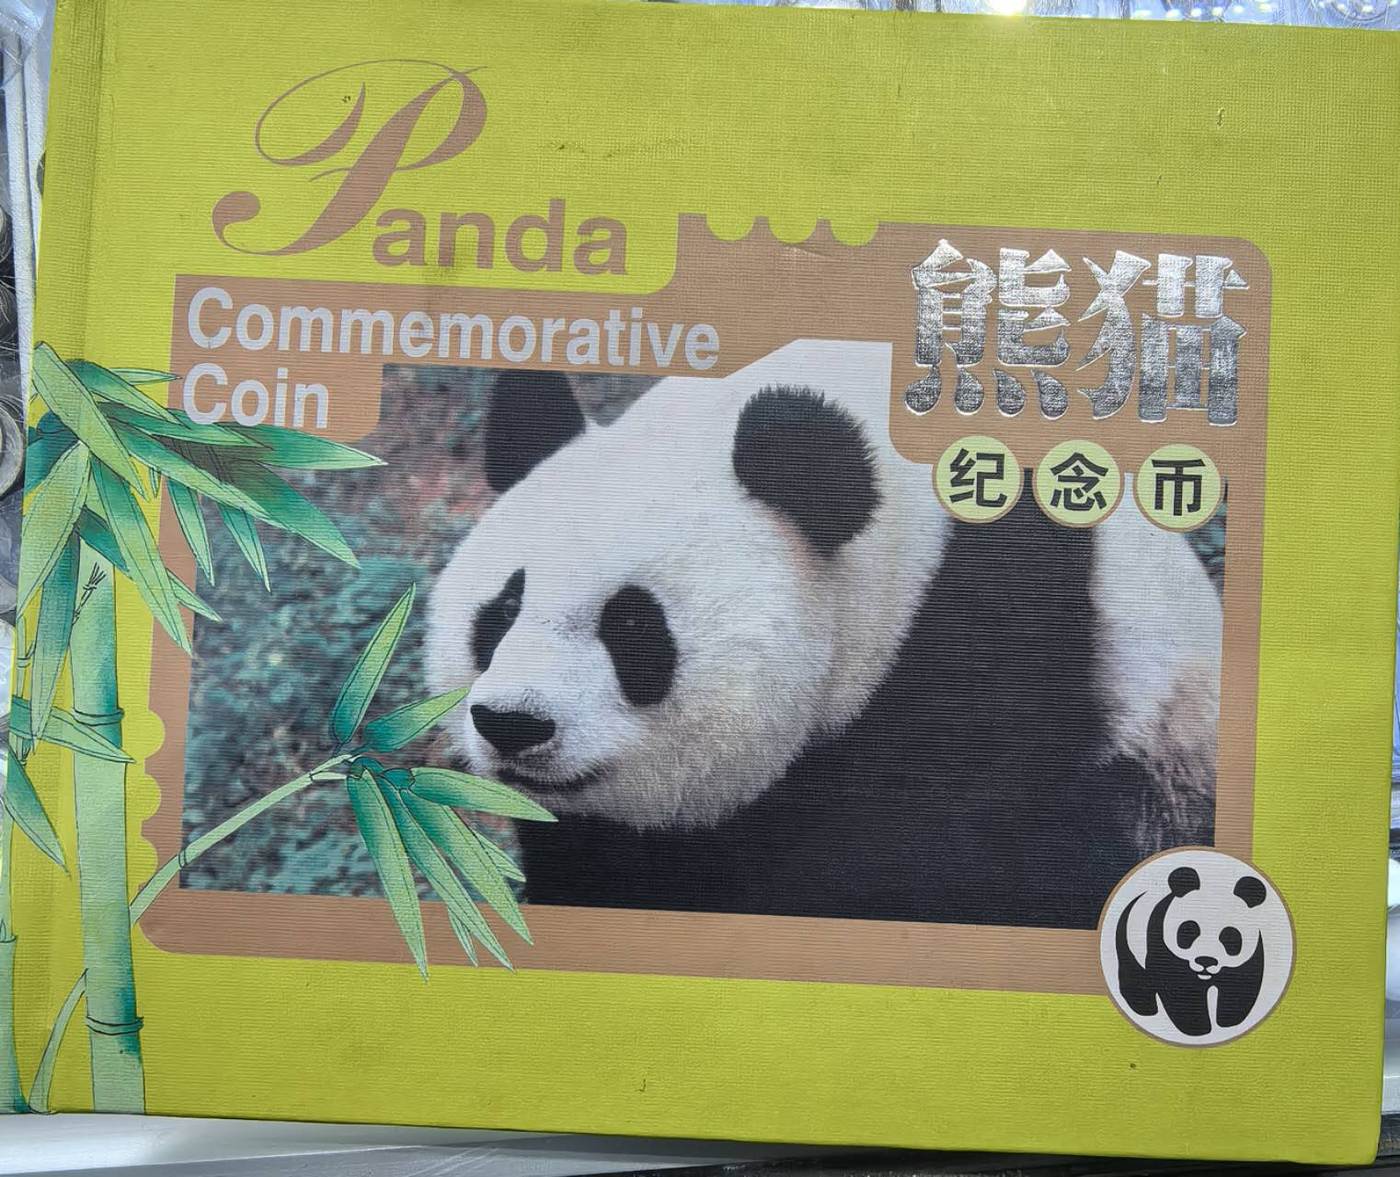 Panda
Commemorative
Coin
熊猫
纪念币